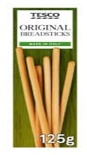 TESCO
ORIGINAL
BREADSTICKS
MADE IN ITALY
125g